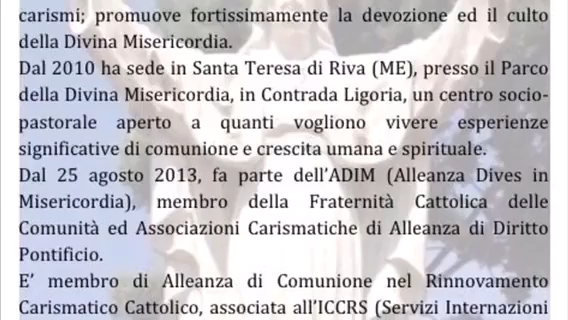 carismi; promuove fortissimamente la devozione ed il culto
della Divina Misericordia.
Dal 2010 ha sede in Santa Teresa di Riva (ME), presso il Parco
della Divina Misericordia, in Contrada Ligoria, un centro socio-
pastorale aperto a quanti vogliono vivere esperienze
significative di comunione e crescita umana e spirituale.
Dal 25 agosto 2013, fa parte dell'ADIM (Alleanza Dives in
Misericordia), membro della Fraternità Cattolica delle
Comunità ed Associazioni Carismatiche di Alleanza di Diritto
Pontificio.
E' membro di Alleanza di Comunione nel Rinnovamento
Carismatico Cattolico, associata all'ICCRS (Servizi Internazioni